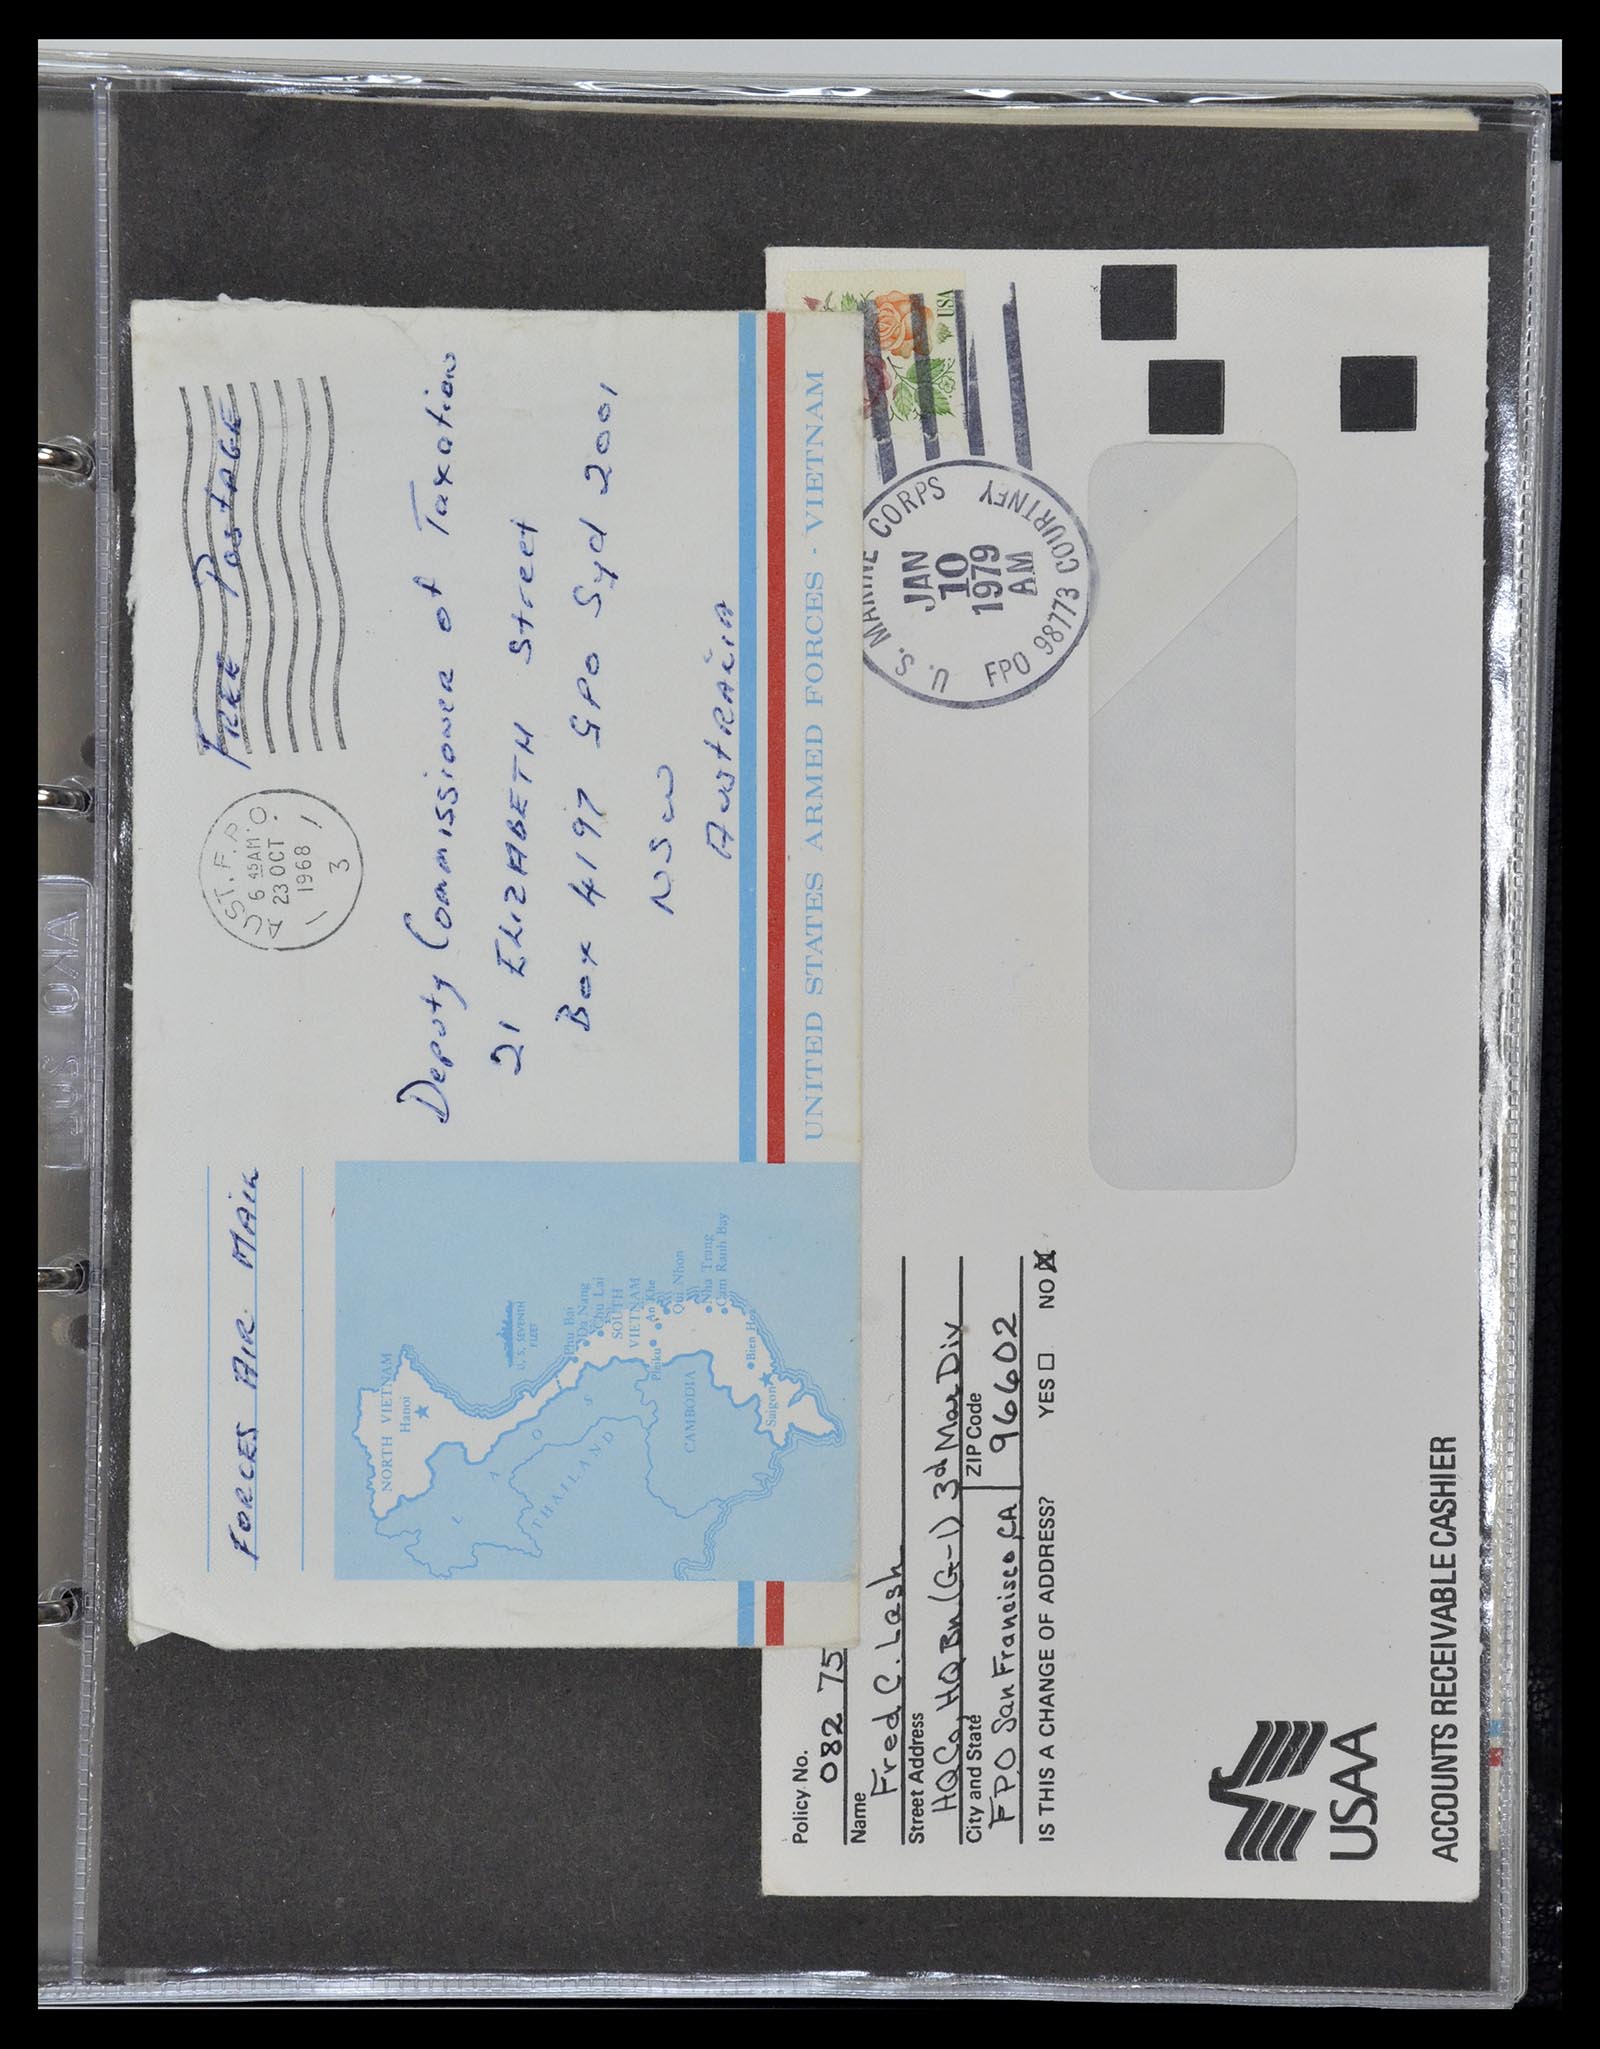 FORCES AIR MAIL
AUST. F.P.O.
6 45AM
23 OCT
1968
3
FREE POSTAGE
Deputy Commissioner of Taxation
21 ELIZABETH Street
Box 4197 GPO Syd 2001
NSW
AUSTRALIA
NORTH VIETNAM
Hanoi
U. S. SEVENTH
FLEET
L A O S
THAILAND
Phu Bai
Da Nang
Chu Lai
SOUTH
VIETNAM
An Khe
Pleiku
Qui Nhon
Nha Trang
Cam Ranh Bay
CAMBODIA
Bien Hoa
Saigon
UNITED STATES ARMED FORCES - VIETNAM
Policy No.
082 75
Name
Fred C. Lash
Street Address
HQCo, HQBn (G-1) 3d MarDiv
City and State
ZIP Code
FPO San Francisco, CA 96602
IS THIS A CHANGE OF ADDRESS? YES NO
USA
U. S. MARINE CORPS
JAN
10
1979
AM
FPO 98773 COURTNEY
USAA
ACCOUNTS RECEIVABLE CASHIER